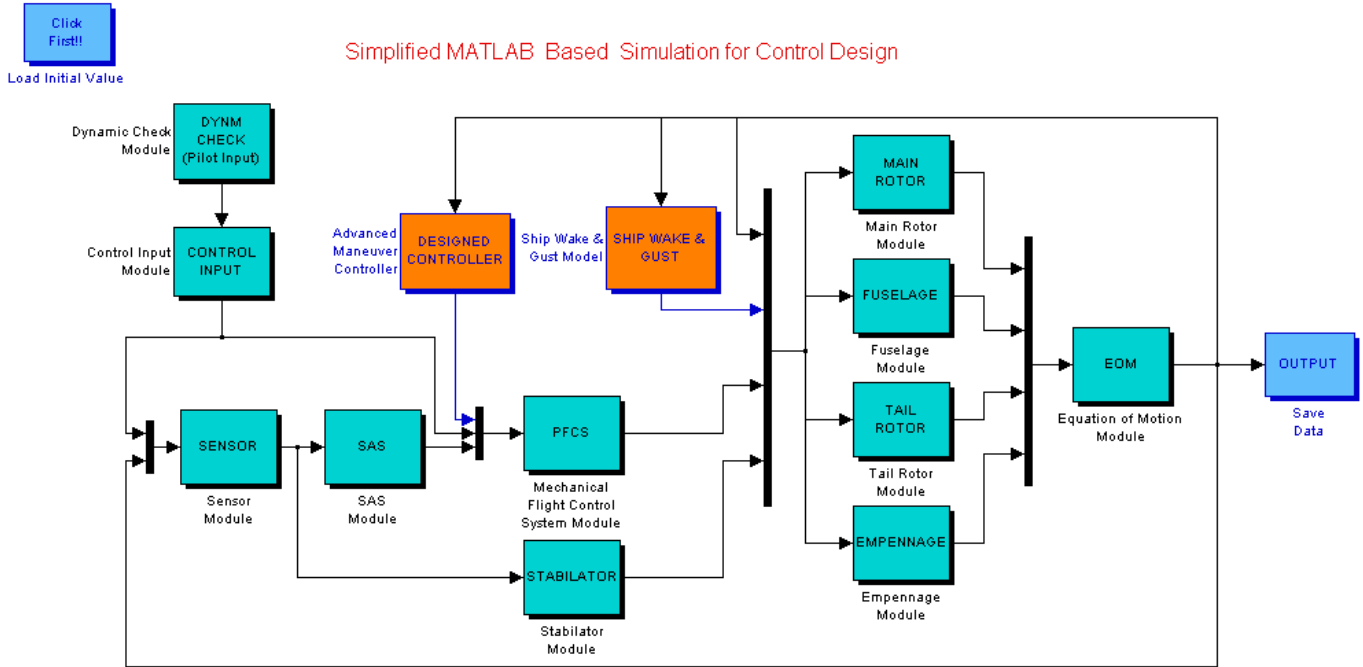 Click
First!!
Load Initial Value
Simplified MATLAB Based Simulation for Control Design
Dynamic Check
Module
DYNM
CHECK
(Pilot Input)
Control Input
Module
CONTROL
INPUT
Advanced
Maneuver
Controller
DESIGNED
CONTROLLER
Ship Wake &
Gust Model
SHIP WAKE &
GUST
MAIN
ROTOR
Main Rotor
Module
FUSELAGE
Fuselage
Module
TAIL
ROTOR
Tail Rotor
Module
EMPENNAGE
Empennage
Module
EOM
Equation of Motion
Module
OUTPUT
Save
Data
SENSOR
Sensor
Module
SAS
SAS
Module
PFCS
Mechanical
Flight Control
System Module
STABILATOR
Stabilator
Module